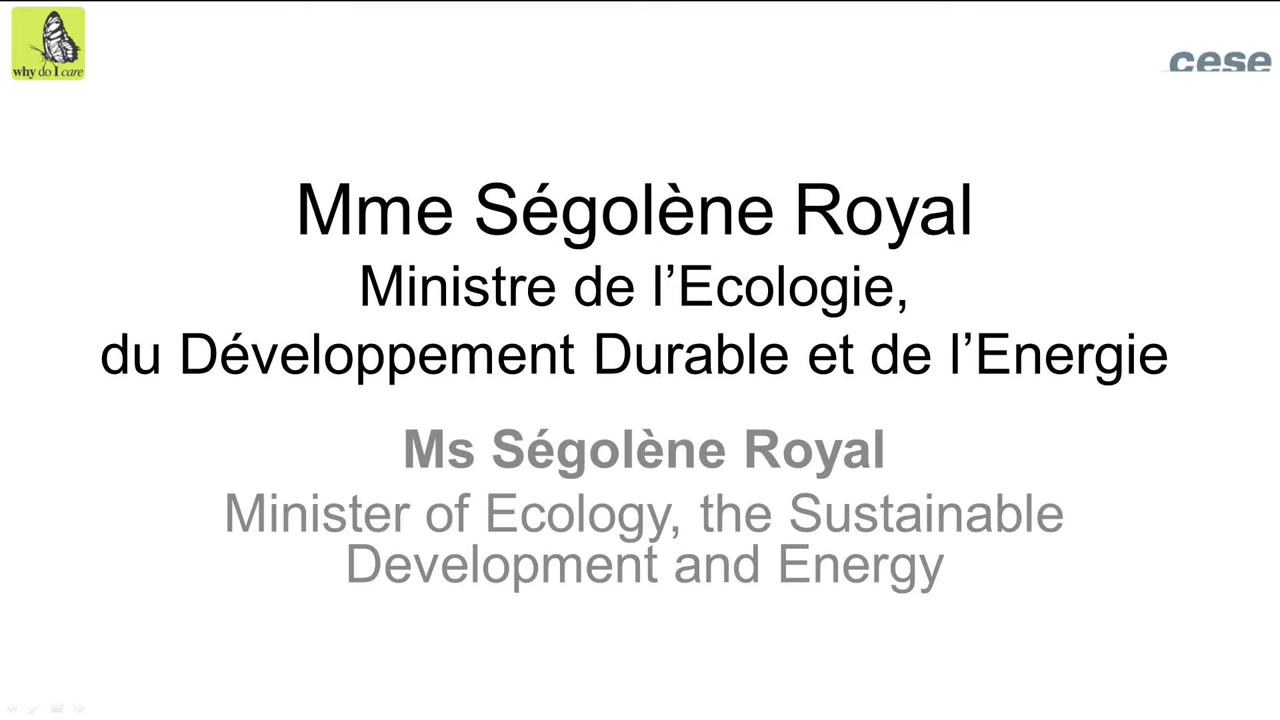 why do I care
cese
Mme Ségolène Royal
Ministre de l’Ecologie,
du Développement Durable et de l’Energie
Ms Ségolène Royal
Minister of Ecology, the Sustainable
Development and Energy